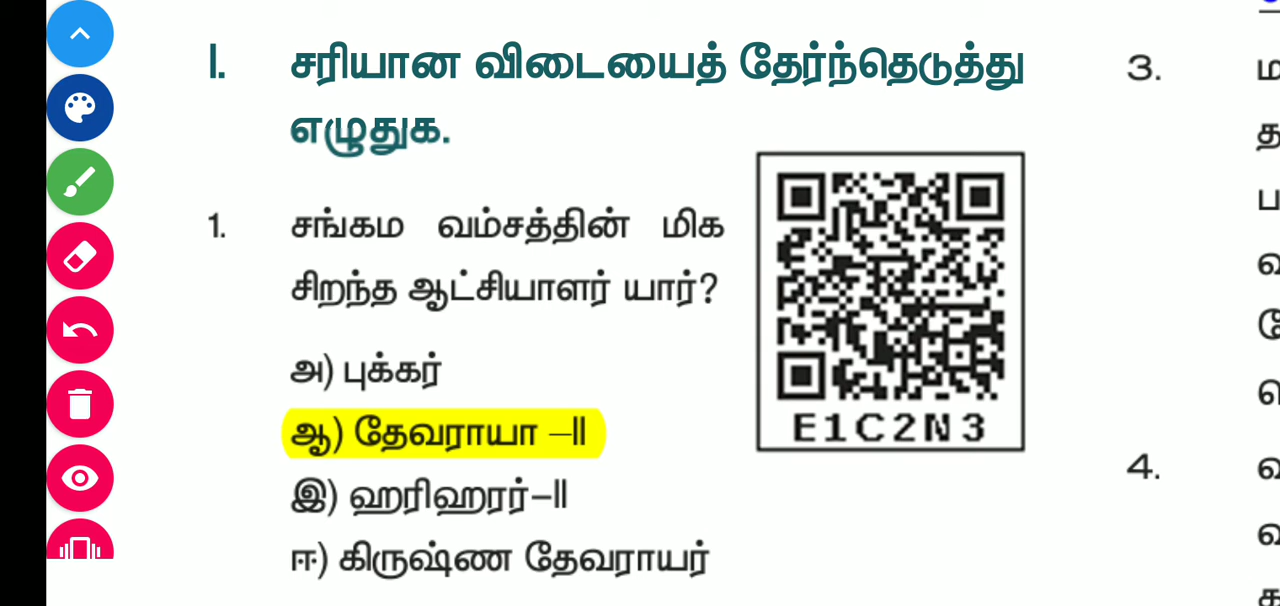 I. சரியான விடையைத் தேர்ந்தெடுத்து
எழுதுக.
1. சங்கம வம்சத்தின் மிக
சிறந்த ஆட்சியாளர் யார்?
அ) புக்கர்
ஆ) தேவராயா –II
இ) ஹரிஹரர்–II
ஈ) கிருஷ்ண தேவராயர்
E1C2N3
3.
4.